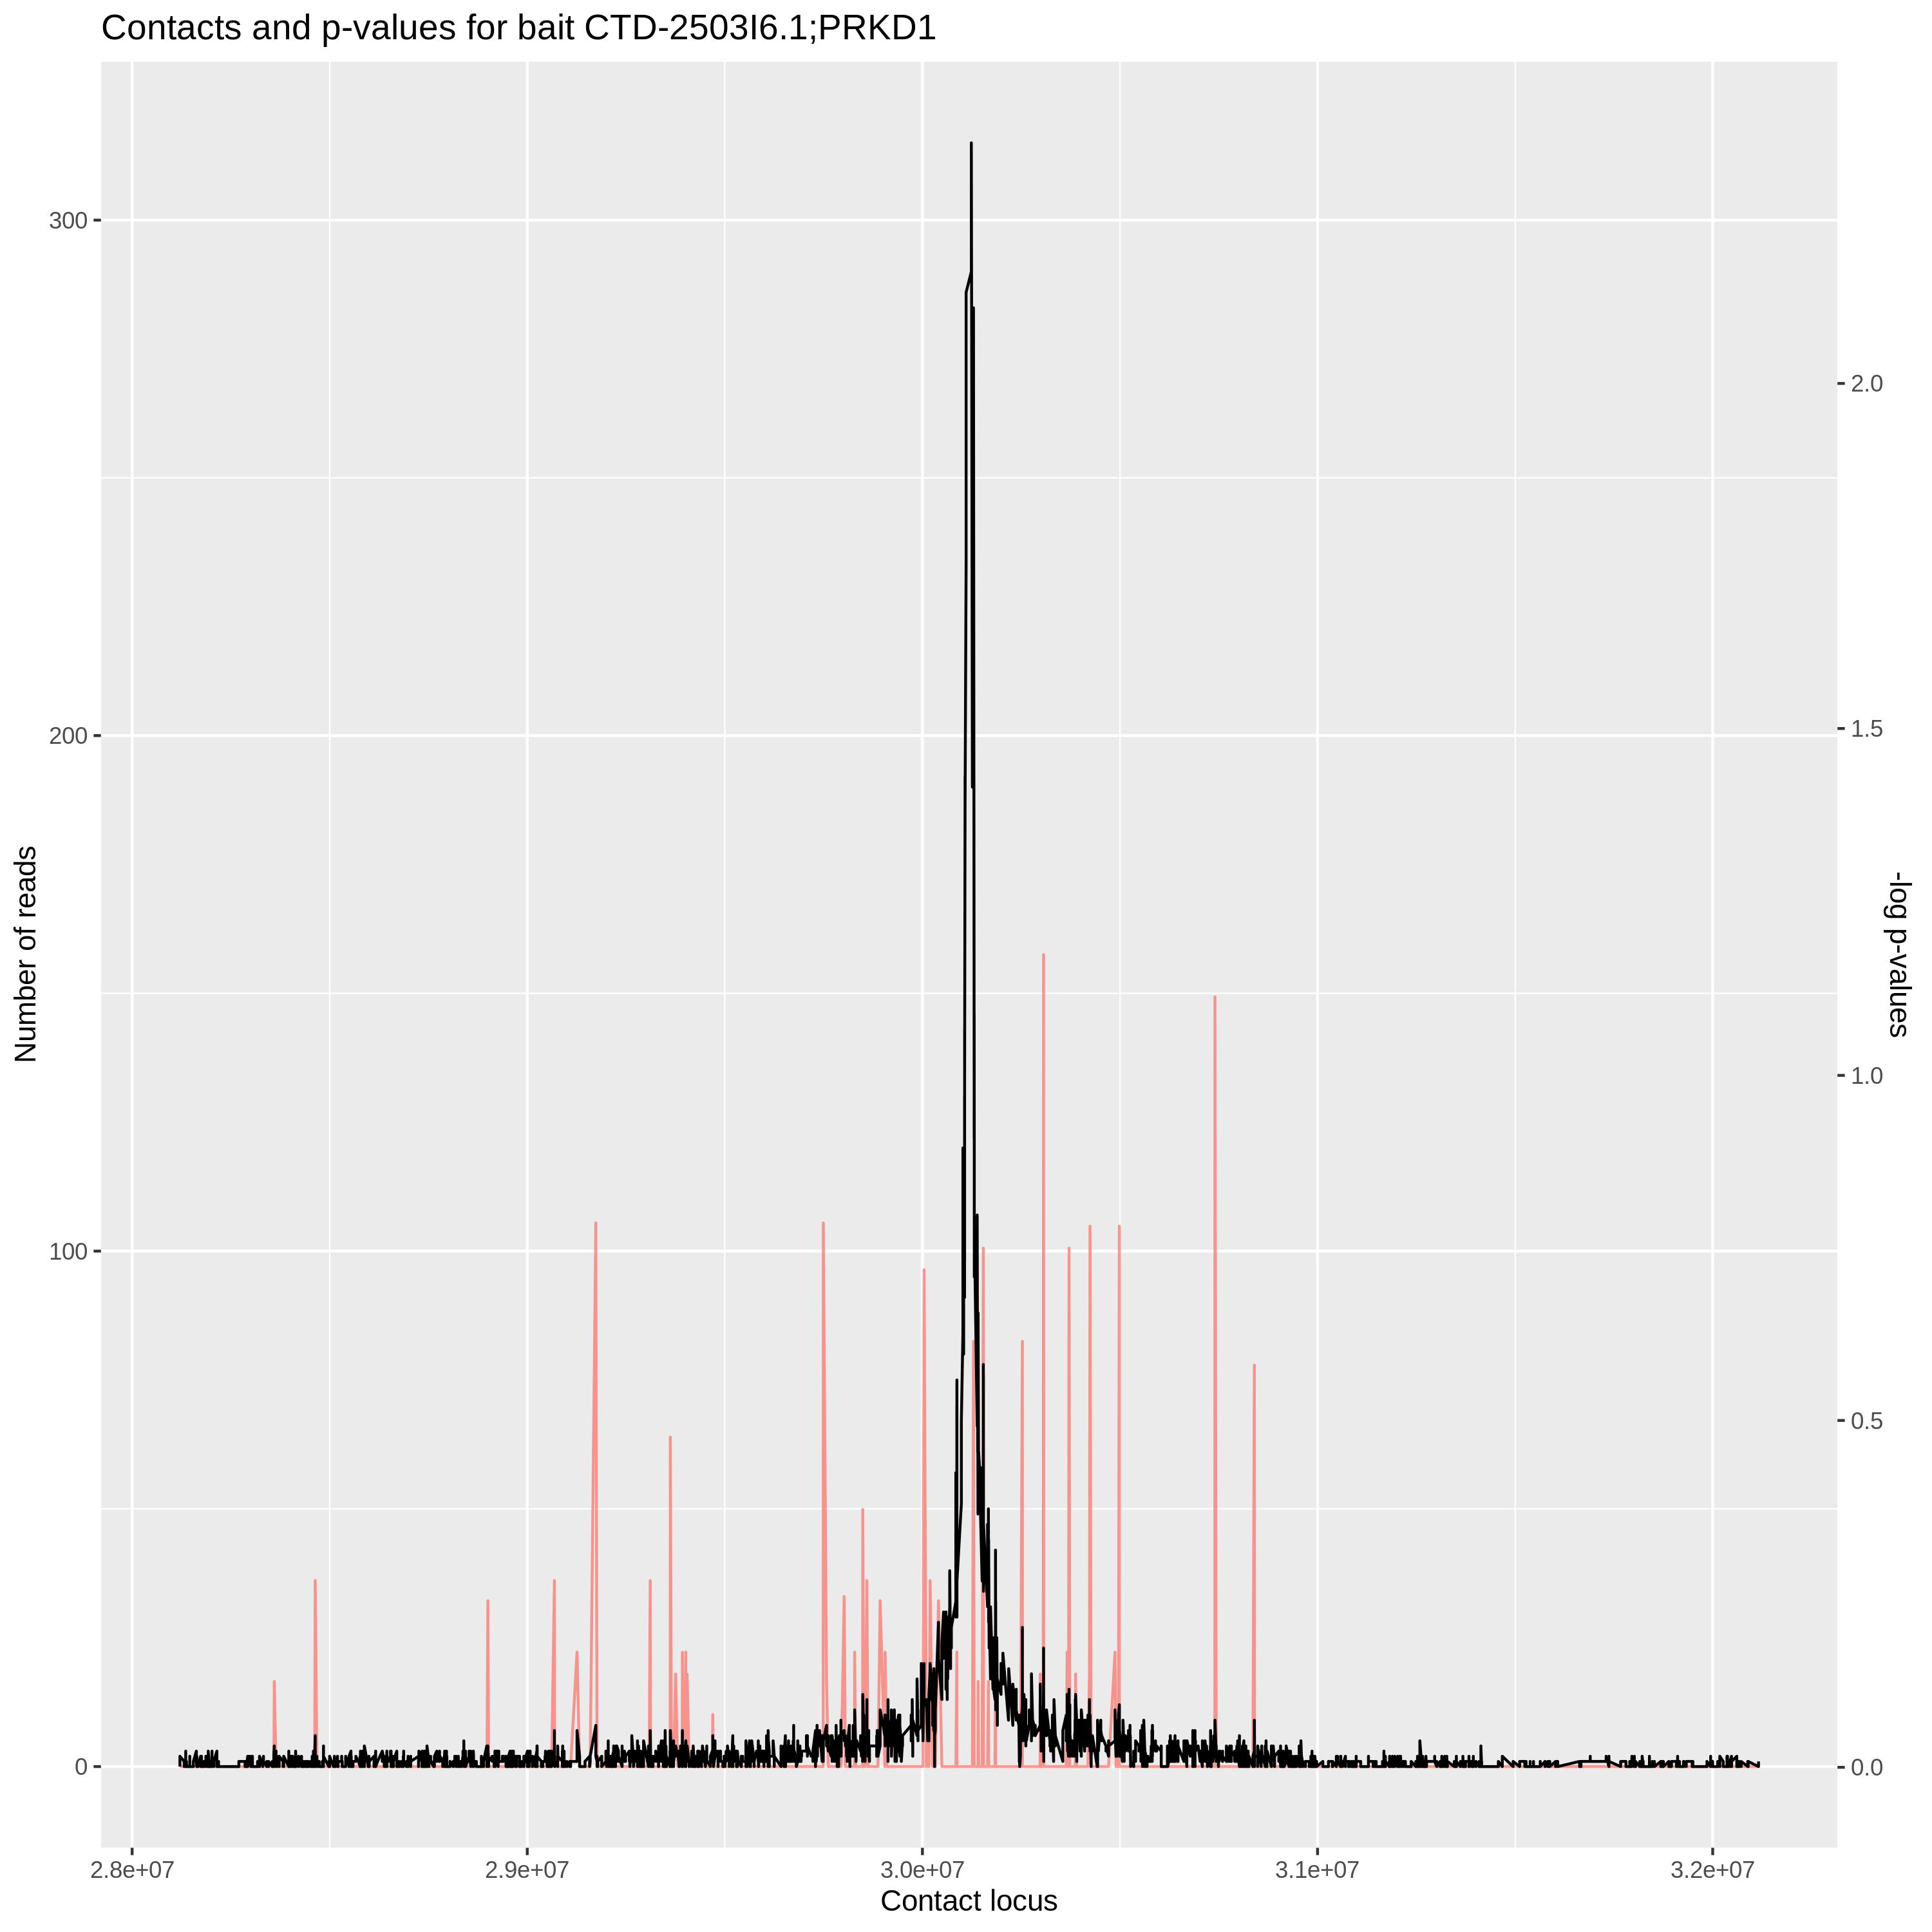 Contacts and p-values for bait CTD-2503I6.1;PRKD1
300
200
100
0
Number of reads
2.0
1.5
1.0
0.5
0.0
-log p-values
2.8e+07
2.9e+07
3.0e+07
3.1e+07
3.2e+07
Contact locus